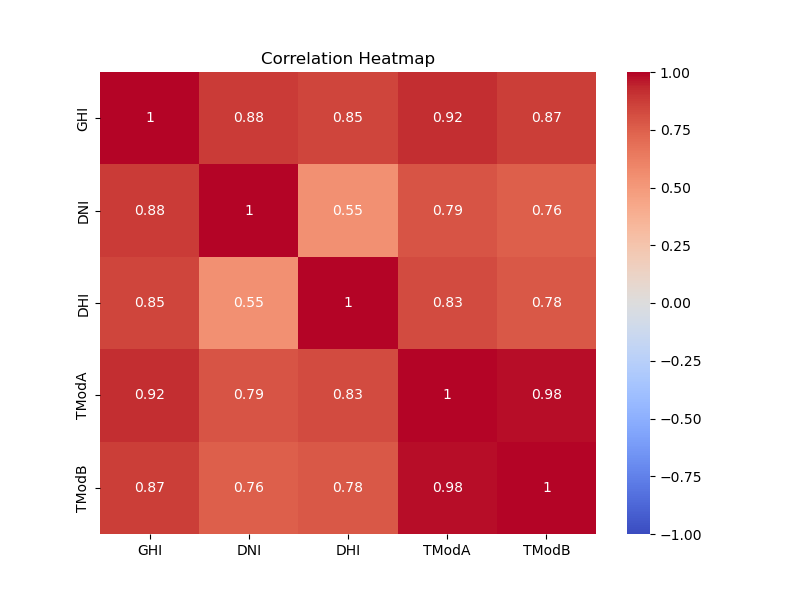 Correlation Heatmap
GHI 1 0.88 0.85 0.92 0.87
DNI 0.88 1 0.55 0.79 0.76
DHI 0.85 0.55 1 0.83 0.78
TModA 0.92 0.79 0.83 1 0.98
TModB 0.87 0.76 0.78 0.98 1
GHI DNI DHI TModA TModB
1.00
0.75
0.50
0.25
0.00
−0.25
−0.50
−0.75
−1.00